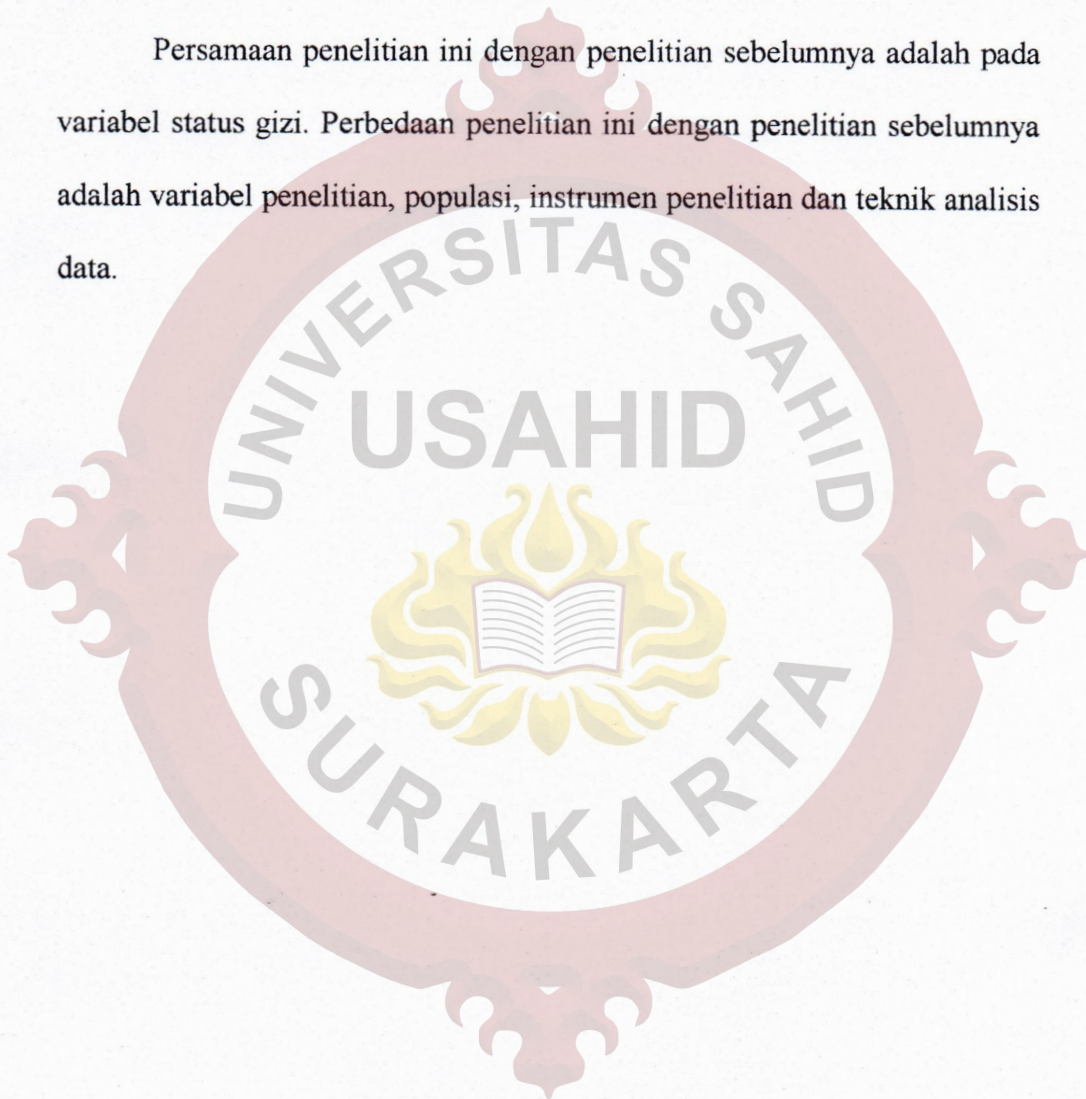 Persamaan penelitian ini dengan penelitian sebelumnya adalah pada
variabel status gizi. Perbedaan penelitian ini dengan penelitian sebelumnya
adalah variabel penelitian, populasi, instrumen penelitian dan teknik analisis
data.
UNIVERSITAS SAHID
USAHID
SURAKARTA